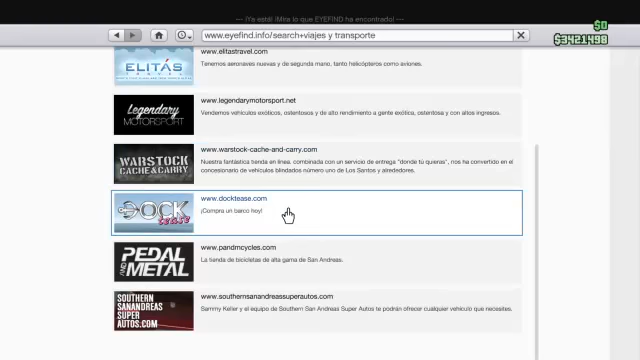 --- ¡Ya está! ¡Mira lo que EYEFIND ha encontrado! ---
$0
www.eyefind.info/search+viajes y transporte
$3421498
www.elitastravel.com
ELITÁS
TRAVEL
Tenemos aeronaves nuevas y de segunda mano, tanto helicópteros como aviones.
www.legendarymotorsport.net
Legendary
MOTORSPORT
Vendemos vehículos exóticos, ostentosos y de alto rendimiento a gente exótica, ostentosa y con altos ingresos.
www.warstock-cache-and-carry.com
WARSTOCK
CACHE & CARRY
Nuestra fantástica tienda en línea, combinada con un servicio de entrega "donde tú quieras", nos ha convertido en el
concesionario de vehículos blindados número uno de Los Santos y alrededores.
www.docktease.com
DOCK
tease
¡Compra un barco hoy!
www.pandmcycles.com
PEDAL
AND
METAL
La tienda de bicicletas de alta gama de San Andreas.
www.southernsanandreassuperautos.com
SOUTHERN
SANANDREAS
SUPER
AUTOS.COM
Sammy Keller y el equipo de Southern San Andreas Super Autos te podrán ofrecer cualquier vehículo que necesites.